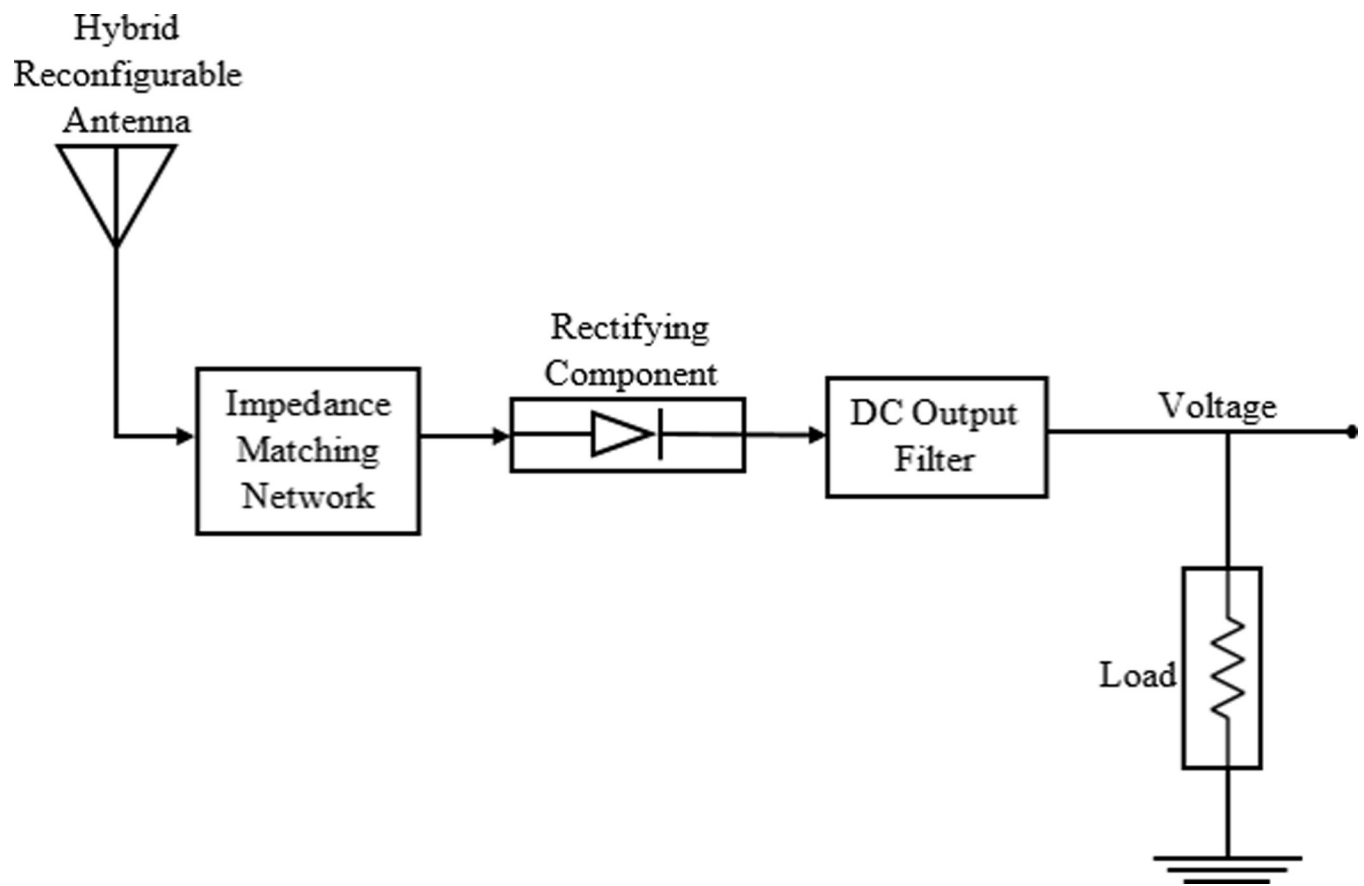 Hybrid
Reconfigurable
Antenna
Impedance
Matching
Network
Rectifying
Component
DC Output
Filter
Voltage
Load